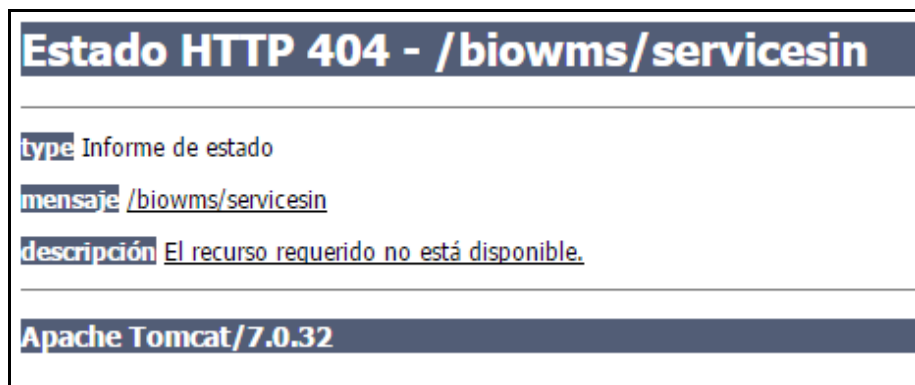 Estado HTTP 404 - /biowms/servicesin
type Informe de estado
mensaje /biowms/servicesin
descripción El recurso requerido no está disponible.
Apache Tomcat/7.0.32